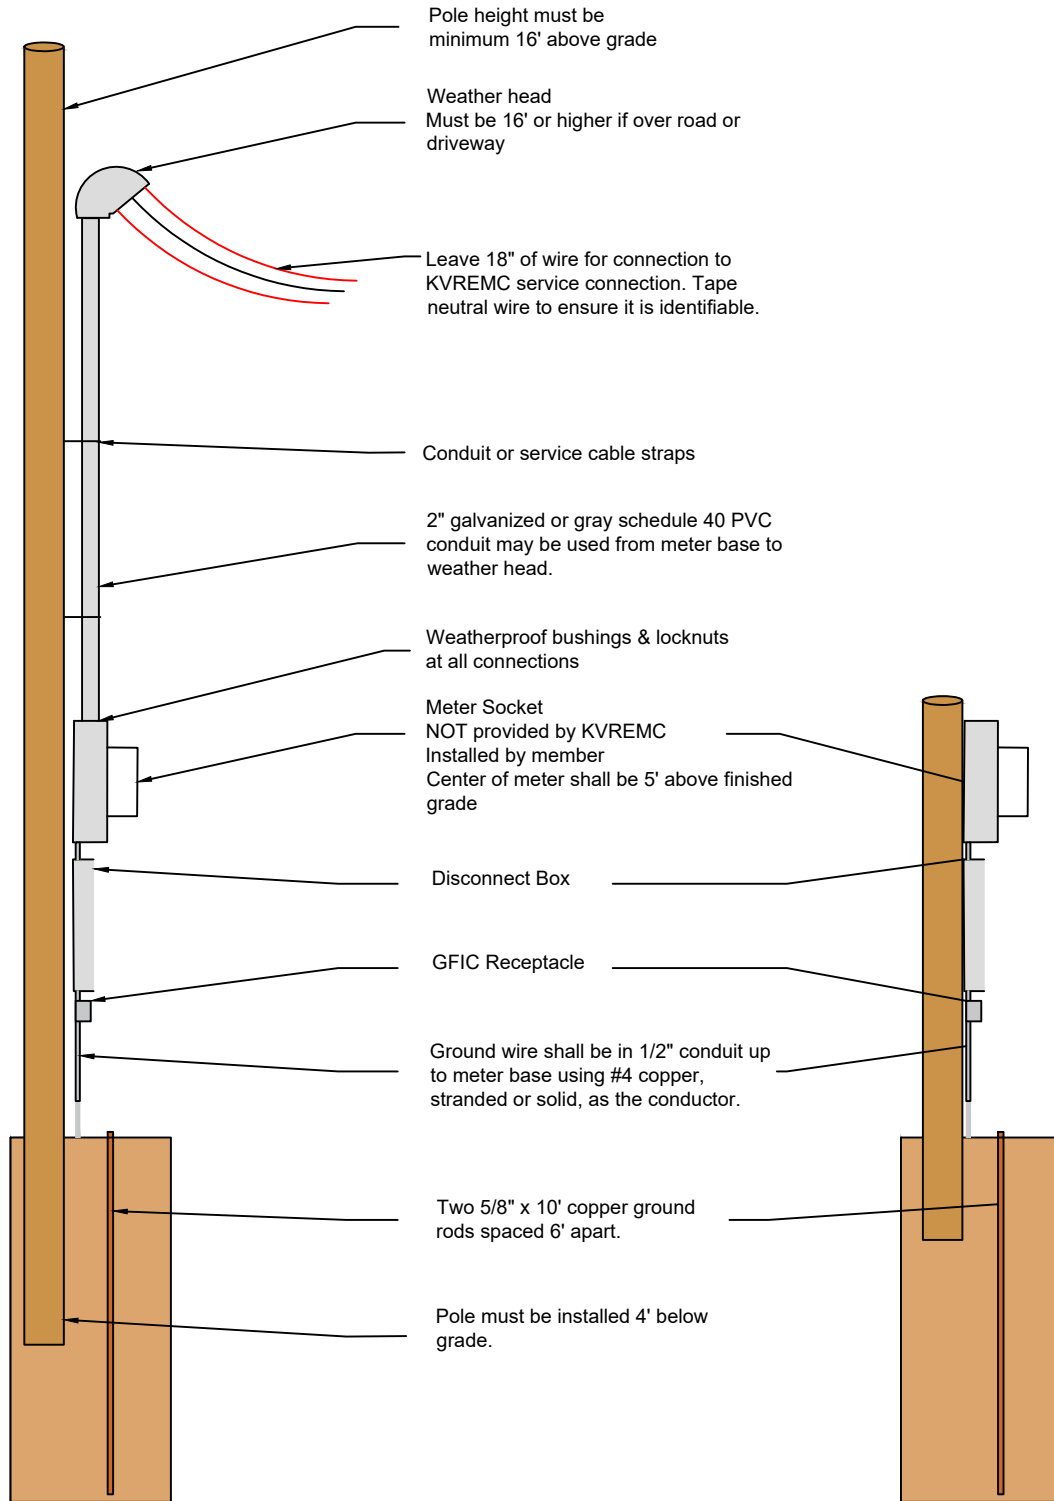 Pole height must be
minimum 16' above grade
Weather head
Must be 16' or higher if over road or
driveway
Leave 18" of wire for connection to
KVREMC service connection. Tape
neutral wire to ensure it is identifiable.
Conduit or service cable straps
2" galvanized or gray schedule 40 PVC
conduit may be used from meter base to
weather head.
Weatherproof bushings & locknuts
at all connections
Meter Socket
NOT provided by KVREMC
Installed by member
Center of meter shall be 5' above finished
grade
Disconnect Box
GFIC Receptacle
Ground wire shall be in 1/2" conduit up
to meter base using #4 copper,
stranded or solid, as the conductor.
Two 5/8" x 10' copper ground
rods spaced 6' apart.
Pole must be installed 4' below
grade.